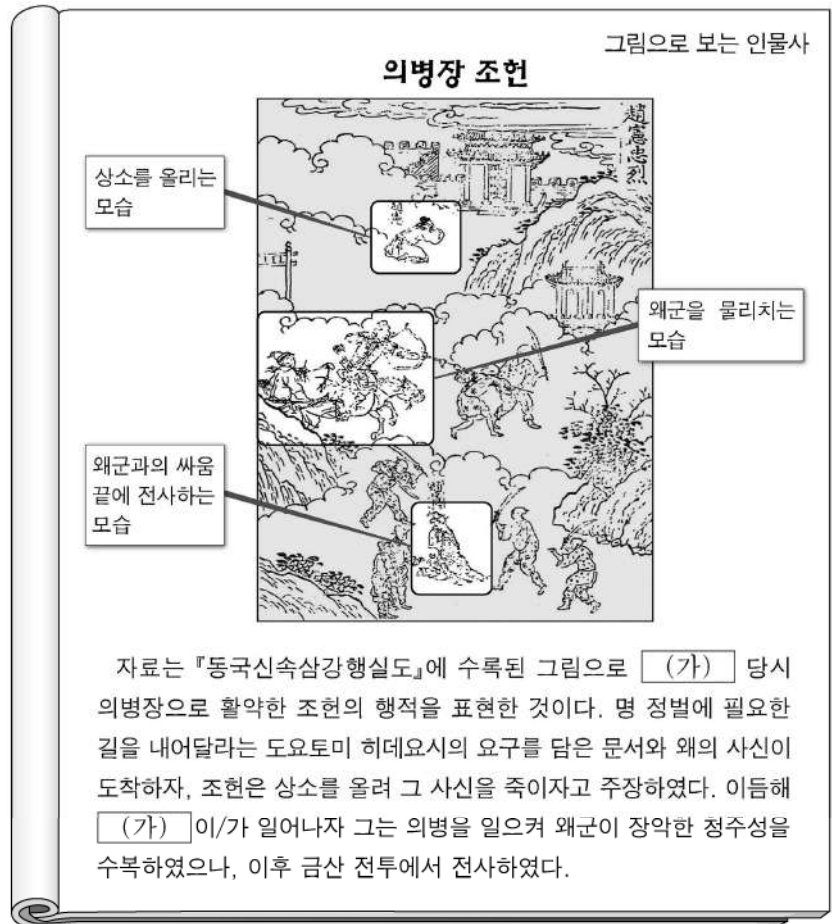 그림으로 보는 인물사
의병장 조헌
趙憲忠烈
상소를 올리는
모습
왜군을 물리치는
모습
왜군과의 싸움
끝에 전사하는
모습
자료는 『동국신속삼강행실도』에 수록된 그림으로 (가) 당시
의병장으로 활약한 조헌의 행적을 표현한 것이다. 명 정벌에 필요한
길을 내어달라는 도요토미 히데요시의 요구를 담은 문서와 왜의 사신이
도착하자, 조헌은 상소를 올려 그 사신을 죽이자고 주장하였다. 이듬해
(가) 이/가 일어나자 그는 의병을 일으켜 왜군이 장악한 청주성을
수복하였으나, 이후 금산 전투에서 전사하였다.